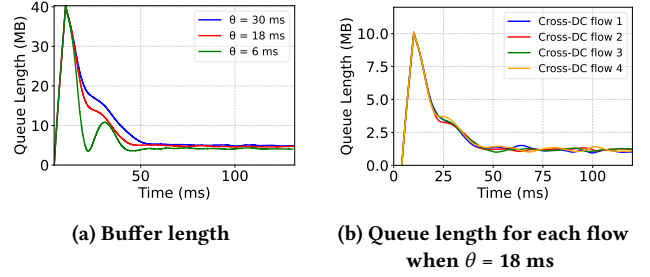 Queue Length (MB)
40
30
20
10
0
50
100
Time (ms)
θ = 30 ms
θ = 18 ms
θ = 6 ms
(a) Buffer length
Queue Length (MB)
10.0
7.5
5.0
2.5
0.0
0
25
50
75
100
Time (ms)
Cross-DC flow 1
Cross-DC flow 2
Cross-DC flow 3
Cross-DC flow 4
(b) Queue length for each flow
when θ = 18 ms